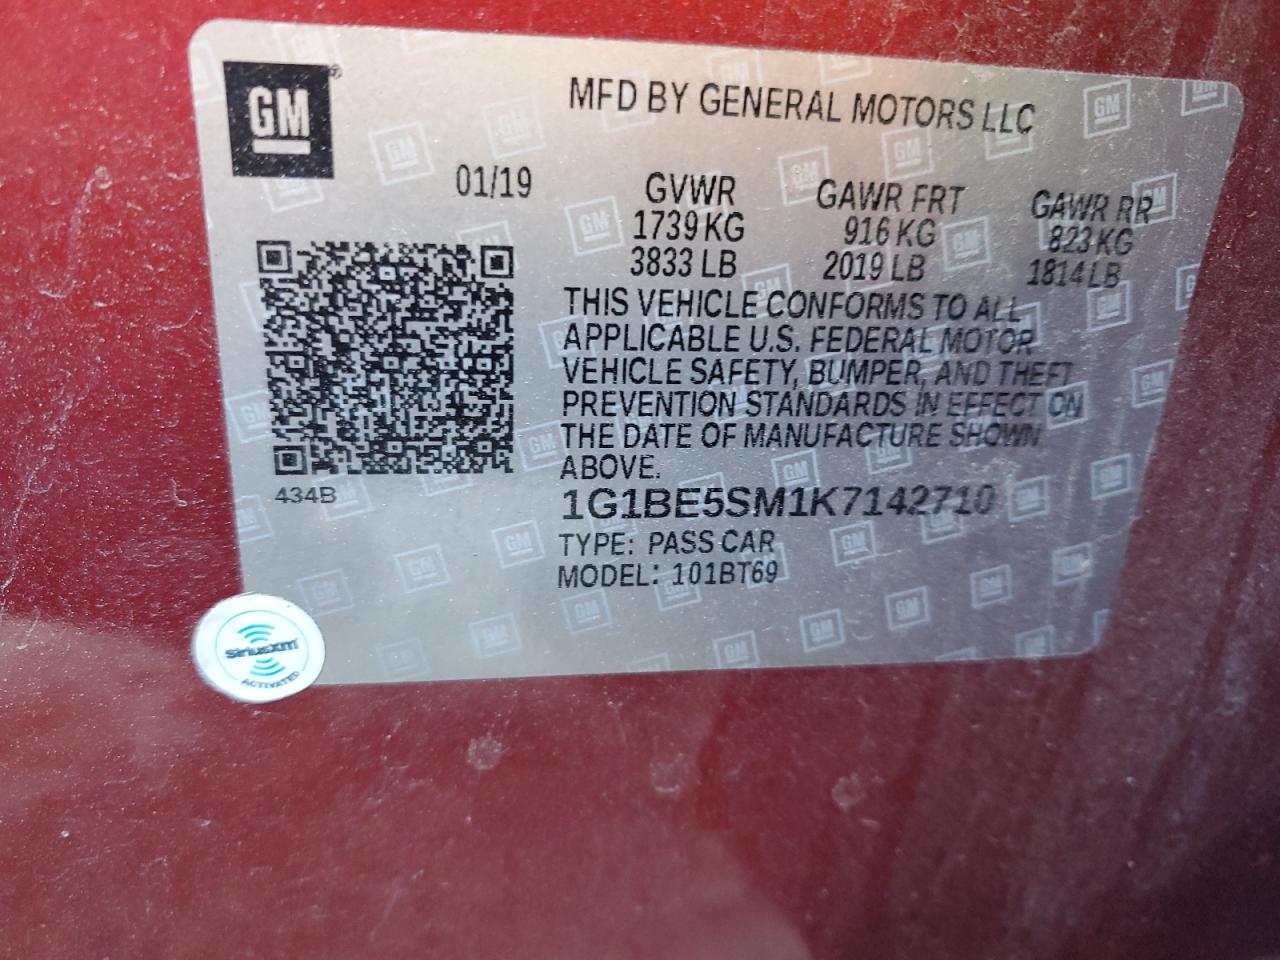 GM
MFD BY GENERAL MOTORS LLC
01/19
GVWR GAWR FRT GAWR RR
1739 KG 916 KG 823 KG
3833 LB 2019 LB 1814 LB
THIS VEHICLE CONFORMS TO ALL
APPLICABLE U.S. FEDERAL MOTOR
VEHICLE SAFETY, BUMPER, AND THEFT
PREVENTION STANDARDS IN EFFECT ON
THE DATE OF MANUFACTURE SHOWN
ABOVE.
434B
1G1BE5SM1K7142710
TYPE: PASS CAR
MODEL: 101BT69
SiriusXM
ACTIVATED